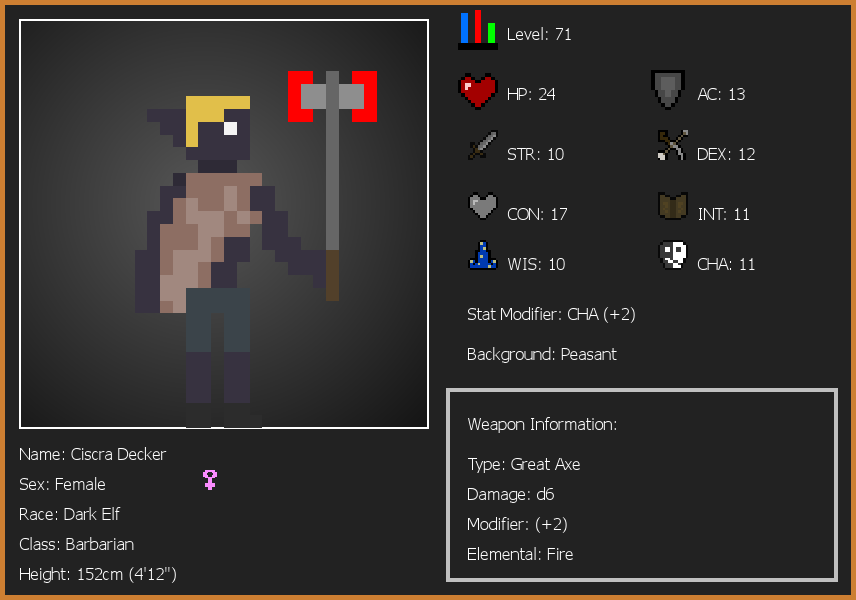 Level: 71
HP: 24
AC: 13
STR: 10
DEX: 12
CON: 17
INT: 11
WIS: 10
CHA: 11
Stat Modifier: CHA (+2)
Background: Peasant
Weapon Information:
Type: Great Axe
Damage: d6
Modifier: (+2)
Elemental: Fire
Name: Ciscra Decker
Sex: Female
Race: Dark Elf
Class: Barbarian
Height: 152cm (4'12")